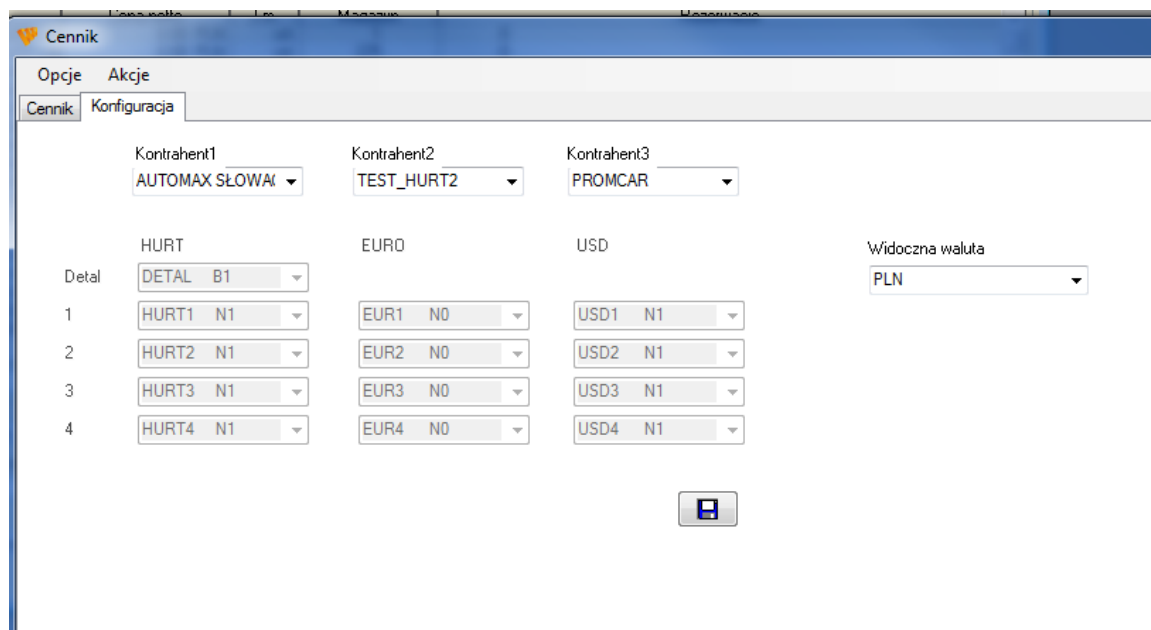 Cennik
Opcje Akcje
Cennik Konfiguracja
Kontrahent1 Kontrahent2 Kontrahent3
AUTOMAX TEST_HURT2 PROMCAR
HURT EURO USD Widoczna waluta
Detal DETAL B1 PLN
1 HURT1 N1 EUR1 N0 USD1 N1
2 HURT2 N1 EUR2 N0 USD2 N1
3 HURT3 N1 EUR3 N0 USD3 N1
4 HURT4 N1 EUR4 N0 USD4 N1